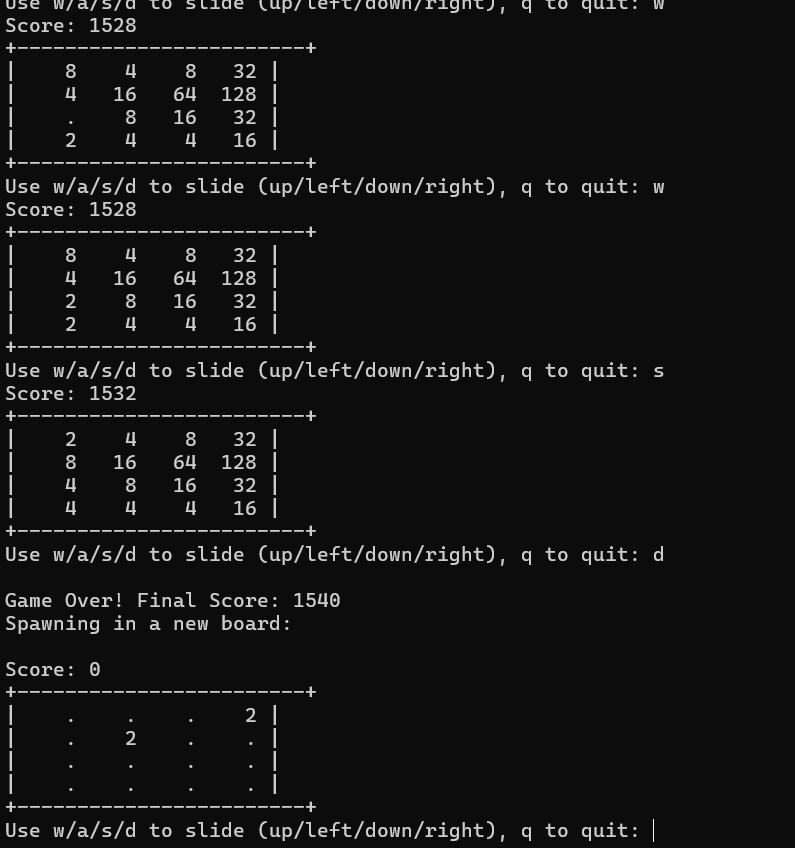 Use w/a/s/d to slide (up/left/down/right), q to quit: w
Score: 1528
+------------------------+
|    8    4    8   32 |
|    4   16   64  128 |
|    .    8   16   32 |
|    2    4    4   16 |
+------------------------+
Use w/a/s/d to slide (up/left/down/right), q to quit: w
Score: 1528
+------------------------+
|    8    4    8   32 |
|    4   16   64  128 |
|    2    8   16   32 |
|    2    4    4   16 |
+------------------------+
Use w/a/s/d to slide (up/left/down/right), q to quit: s
Score: 1532
+------------------------+
|    2    4    8   32 |
|    8   16   64  128 |
|    4    8   16   32 |
|    4    4    4   16 |
+------------------------+
Use w/a/s/d to slide (up/left/down/right), q to quit: d

Game Over! Final Score: 1540
Spawning in a new board:

Score: 0
+------------------------+
|    .    .    .    2 |
|    .    2    .    . |
|    .    .    .    . |
|    .    .    .    . |
+------------------------+
Use w/a/s/d to slide (up/left/down/right), q to quit: